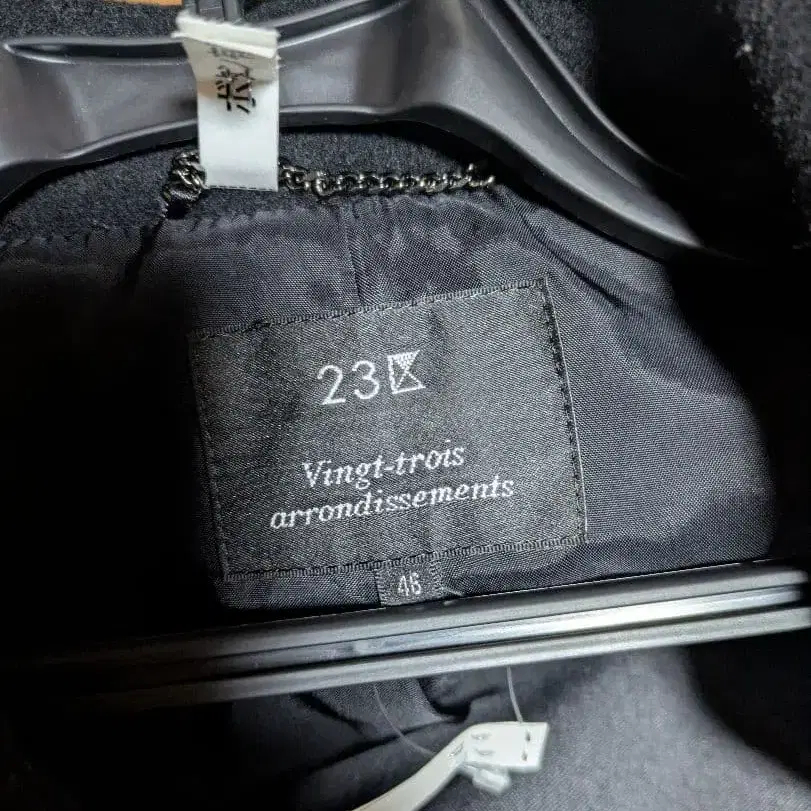 23区
Vingt-trois
arrondissements
46